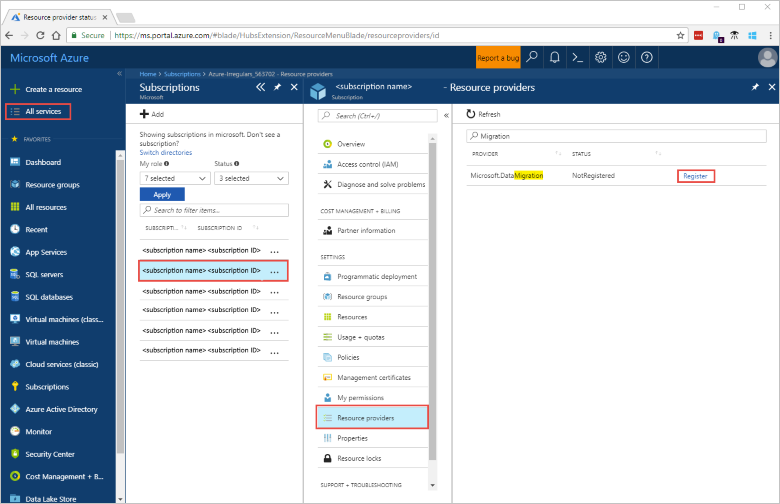 Resource provider status
Secure
https://ms.portal.azure.com/#blade/HubsExtension/ResourceMenuBlade/resourceproviders/id
Microsoft Azure
Report a bug
Create a resource
All services
FAVORITES
Dashboard
Resource groups
All resources
Recent
App Services
SQL servers
SQL databases
Virtual machines (clas...
Virtual machines
Cloud services (classic)
Subscriptions
Azure Active Directory
Monitor
Security Center
Cost Management + B...
Data Lake Store
Home > Subscriptions > Azure-Irregulars_563702 - Resource providers
Subscriptions
Microsoft
Add
Showing subscriptions in microsoft. Don't see a
subscription?
Switch directories
My role
Status
7 selected
3 selected
Apply
Search to filter items...
SUBSCRIPTI...
SUBSCRIPTION ID
<subscription name> <subscription ID> ...
<subscription name> <subscription ID> ...
<subscription name> <subscription ID> ...
<subscription name> <subscription ID> ...
<subscription name> <subscription ID> ...
<subscription name> <subscription ID> ...
<subscription name> - Resource providers
Subscription
Search (Ctrl+/)
Overview
Access control (IAM)
Diagnose and solve problems
COST MANAGEMENT + BILLING
Partner information
SETTINGS
Programmatic deployment
Resource groups
Resources
Usage + quotas
Policies
Management certificates
My permissions
Resource providers
Properties
Resource locks
SUPPORT + TROUBLESHOOTING
Refresh
Migration
PROVIDER
STATUS
Microsoft.DataMigration
NotRegistered
Register